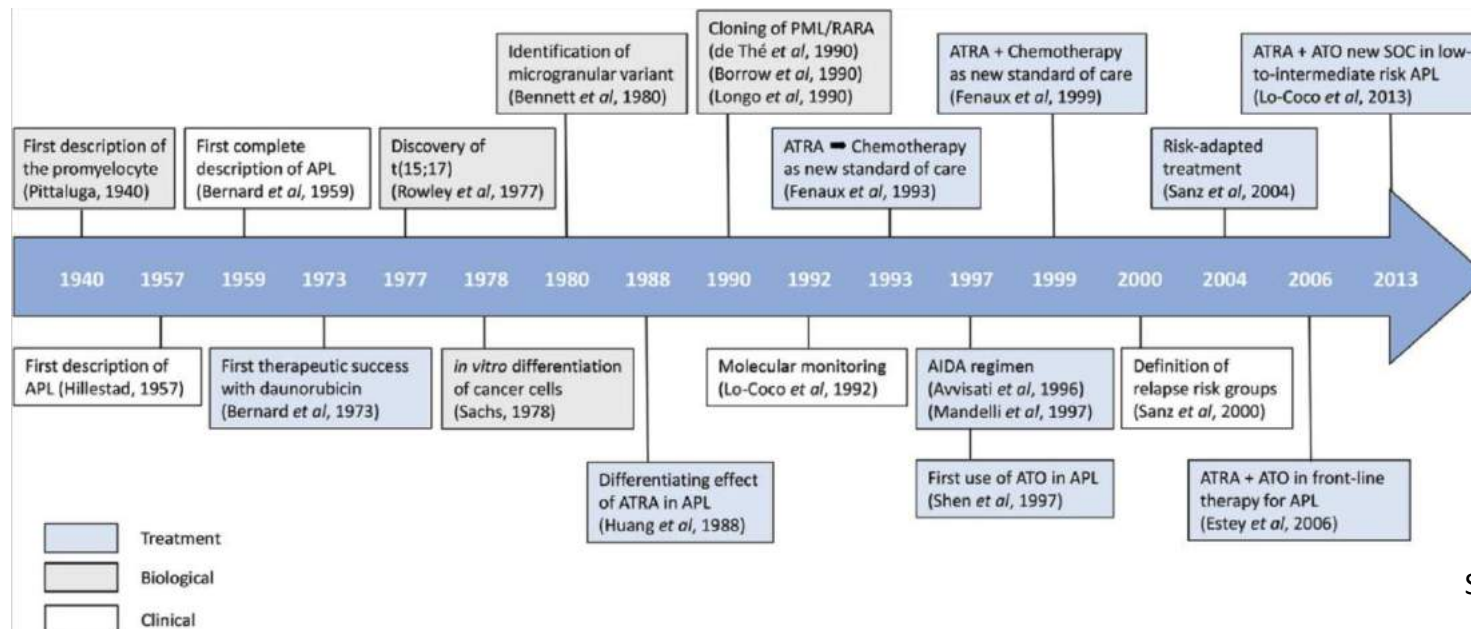 Identification of
microgranular variant
(Bennett et al, 1980)
Cloning of PML/RARA
(de Thé et al, 1990)
(Borrow et al, 1990)
(Longo et al, 1990)
ATRA + Chemotherapy
as new standard of care
(Fenaux et al, 1999)
ATRA + ATO new SOC in low-
to-intermediate risk APL
(Lo-Coco et al, 2013)
First description of
the promyelocyte
(Pittaluga, 1940)
First complete
description of APL
(Bernard et al, 1959)
Discovery of
t(15;17)
(Rowley et al, 1977)
ATRA ➡ Chemotherapy
as new standard of care
(Fenaux et al, 1993)
Risk-adapted
treatment
(Sanz et al, 2004)
1940 1957 1959 1973 1977 1978 1980 1988 1990 1992 1993 1997 1999 2000 2004 2006 2013
First description of
APL (Hillestad, 1957)
First therapeutic success
with daunorubicin
(Bernard et al, 1973)
in vitro differentiation
of cancer cells
(Sachs, 1978)
Molecular monitoring
(Lo-Coco et al, 1992)
AIDA regimen
(Avvisati et al, 1996)
(Mandelli et al, 1997)
Definition of
relapse risk groups
(Sanz et al, 2000)
Differentiating effect
of ATRA in APL
(Huang et al, 1988)
First use of ATO in APL
(Shen et al, 1997)
ATRA + ATO in front-line
therapy for APL
(Estey et al, 2006)
Treatment
Biological
Clinical
S